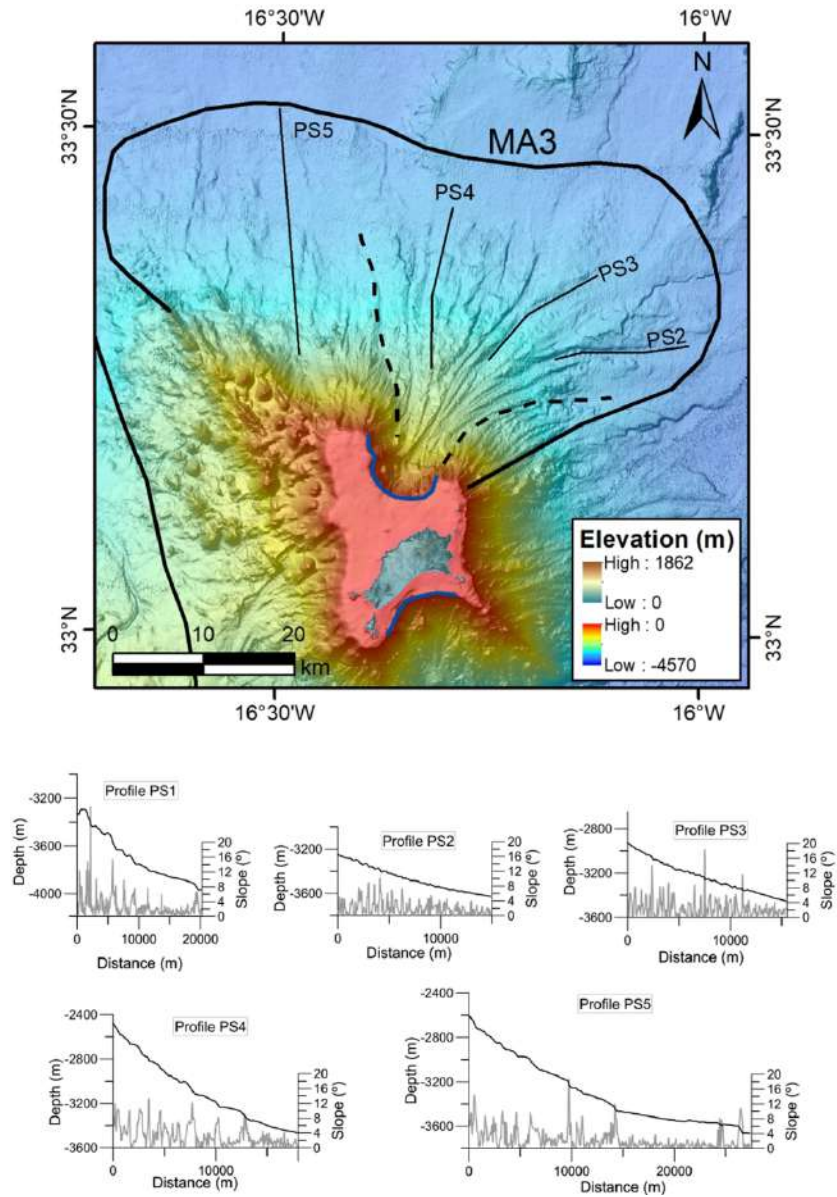 16°30'W 16°W
N
33°30'N 33°30'N
PS5
MA3
PS4
PS3
PS2
Elevation (m)
High : 1862
Low : 0
High : 0
Low : -4570
33°N 33°N
0 10 20
km
16°30'W 16°W
Profile PS1
Depth (m)
-3200
-3600
-4000
Slope (º)
20
16
12
8
4
0
0 10000 20000
Distance (m)
Profile PS2
Depth (m)
-3200
-3600
Slope (º)
20
16
12
8
4
0
0 10000
Distance (m)
Profile PS3
Depth (m)
-2800
-3200
-3600
Slope (º)
20
16
12
8
4
0
0 10000
Distance (m)
Profile PS4
Depth (m)
-2400
-2800
-3200
-3600
Slope (º)
20
16
12
8
4
0
0 10000
Distance (m)
Profile PS5
Depth (m)
-2400
-2800
-3200
-3600
Slope (º)
20
16
12
8
4
0
0 10000 20000
Distance (m)